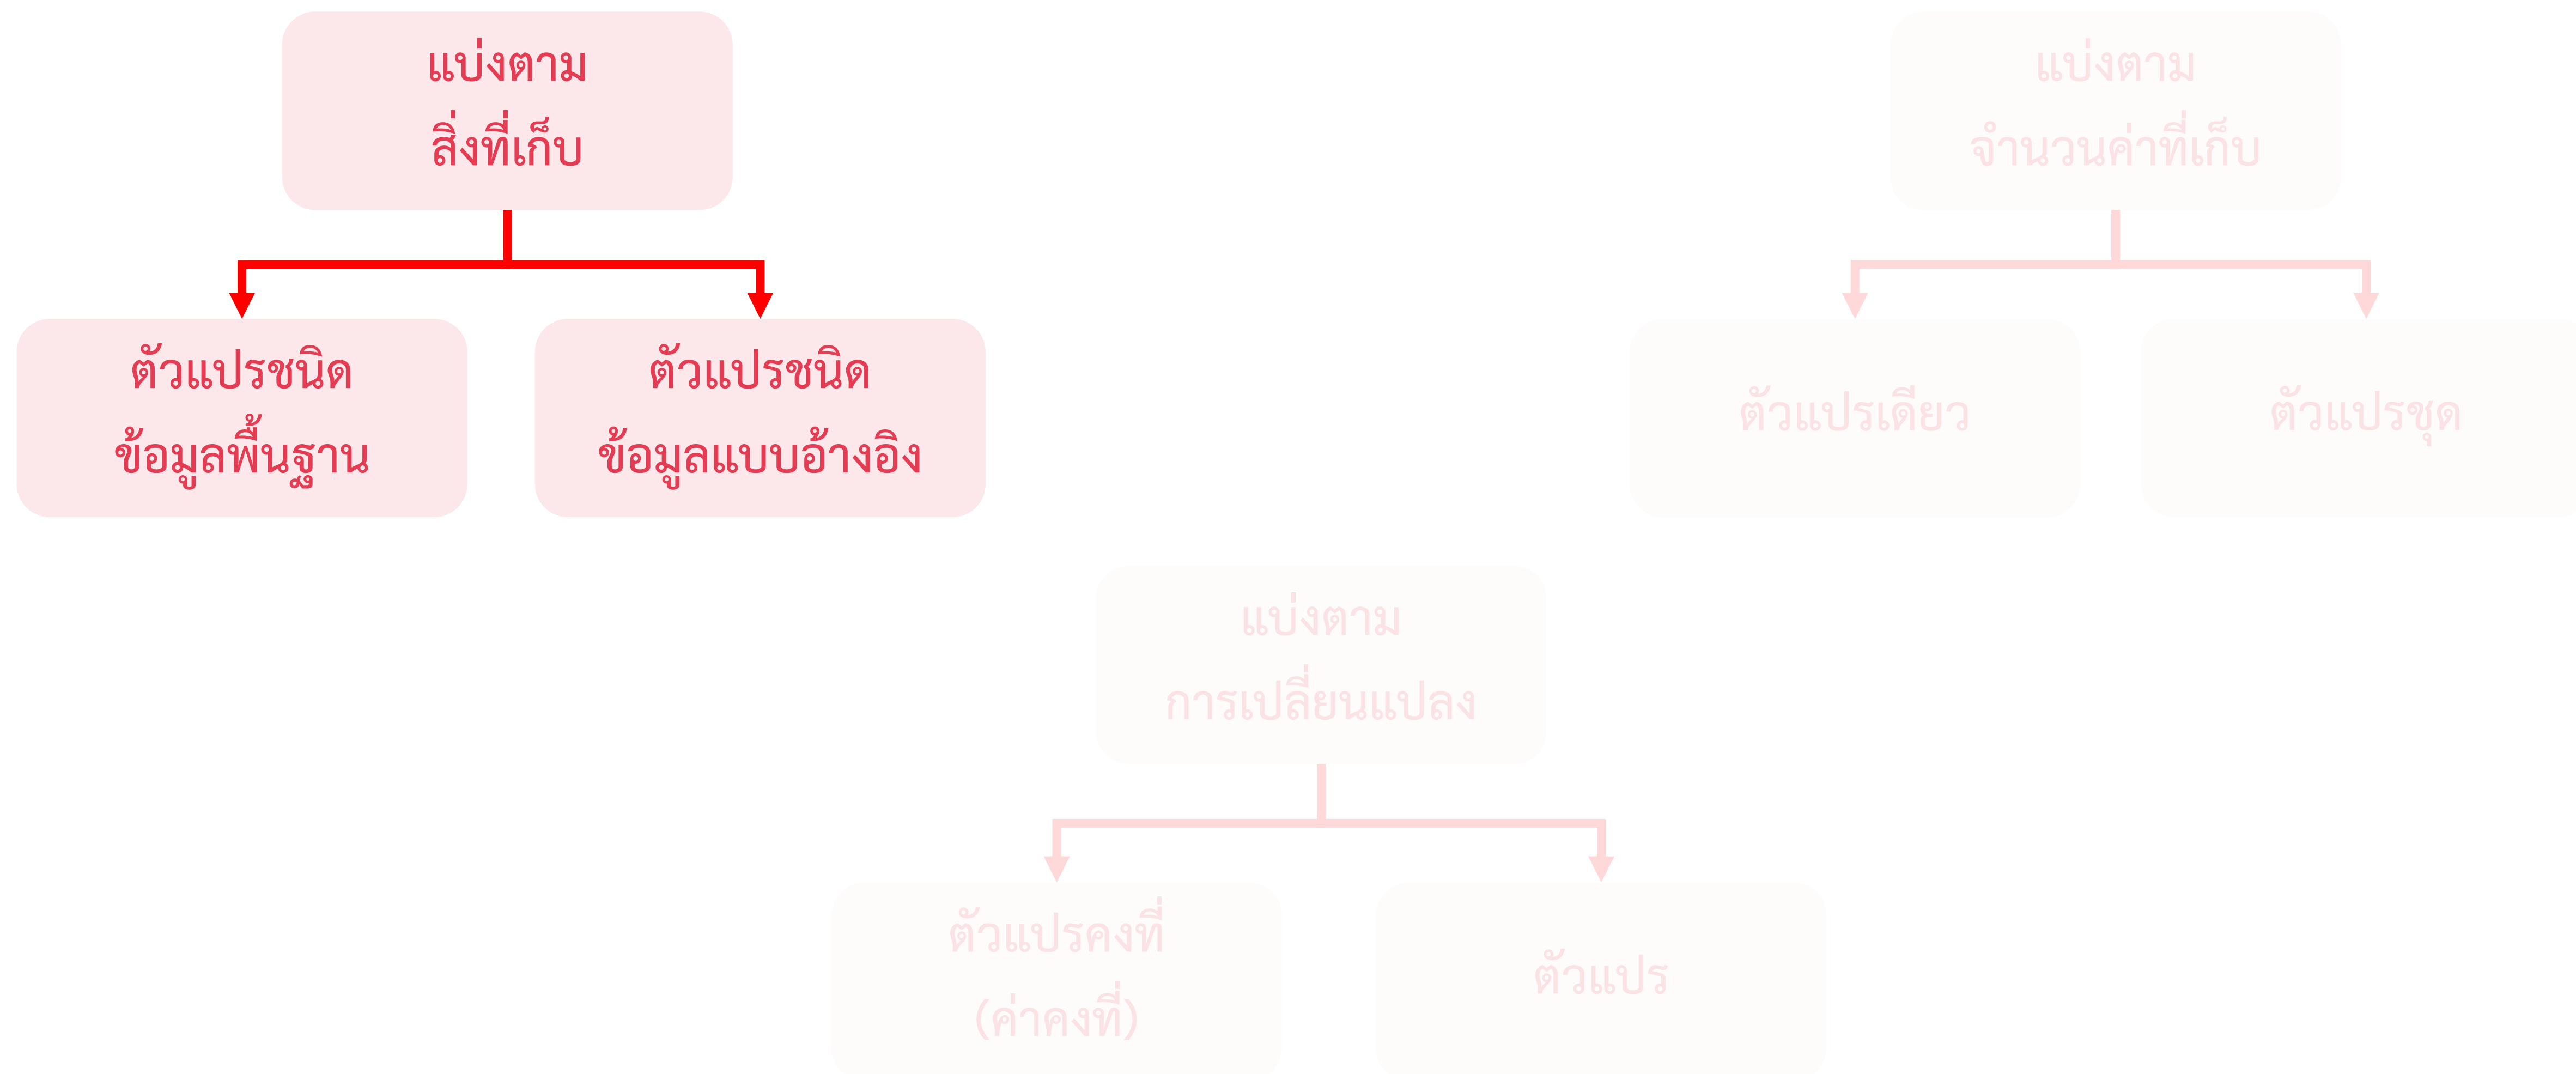 แบ่งตาม
สิ่งที่เก็บ
ตัวแปรชนิด
ข้อมูลพื้นฐาน
ตัวแปรชนิด
ข้อมูลแบบอ้างอิง
แบ่งตาม
จำนวนค่าที่เก็บ
ตัวแปรเดียว
ตัวแปรชุด
แบ่งตาม
การเปลี่ยนแปลง
ตัวแปรคงที่
(ค่าคงที่)
ตัวแปร